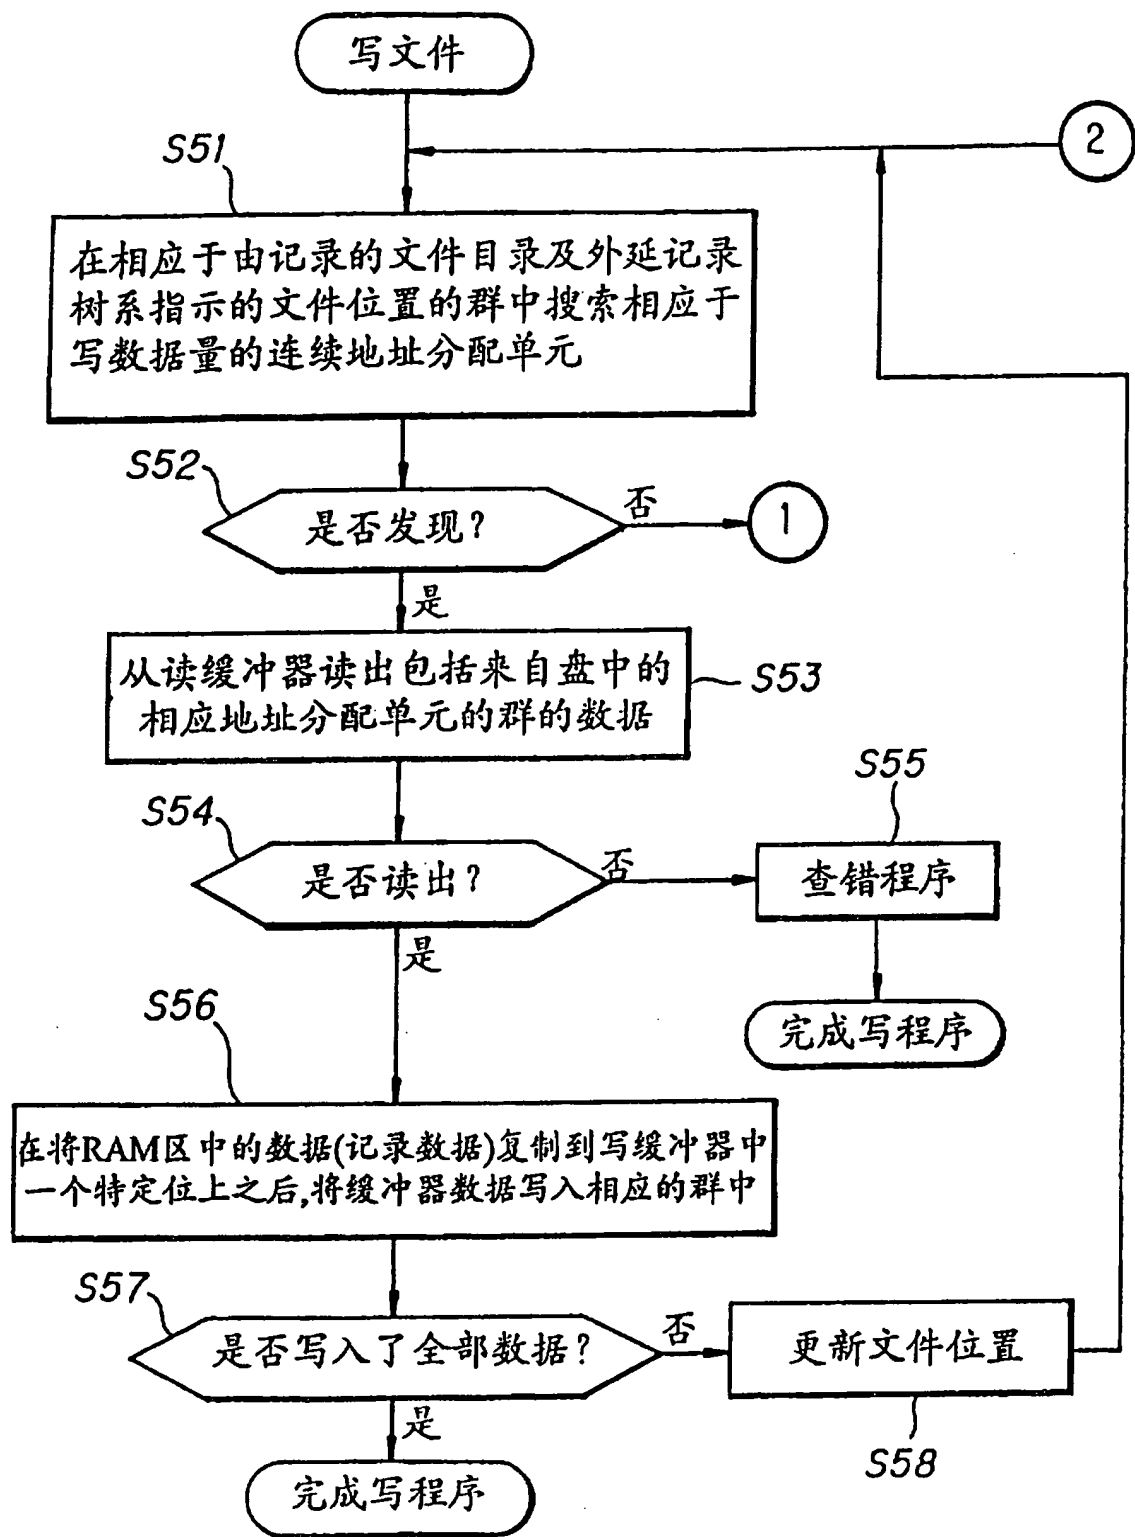 写文件
2
S51
在相应于由记录的文件目录及外延记录
树系指示的文件位置的群中搜索相应于
写数据量的连续地址分配单元
S52
是否发现?
否
1
是
从读缓冲器读出包括来自盘中的
相应地址分配单元的群的数据
S53
S54
是否读出?
否
S55
查错程序
是
完成写程序
S56
在将RAM区中的数据(记录数据)复制到写缓冲器中
一个特定位上之后,将缓冲器数据写入相应的群中
S57
是否写入了全部数据?
否
更新文件位置
S58
是
完成写程序